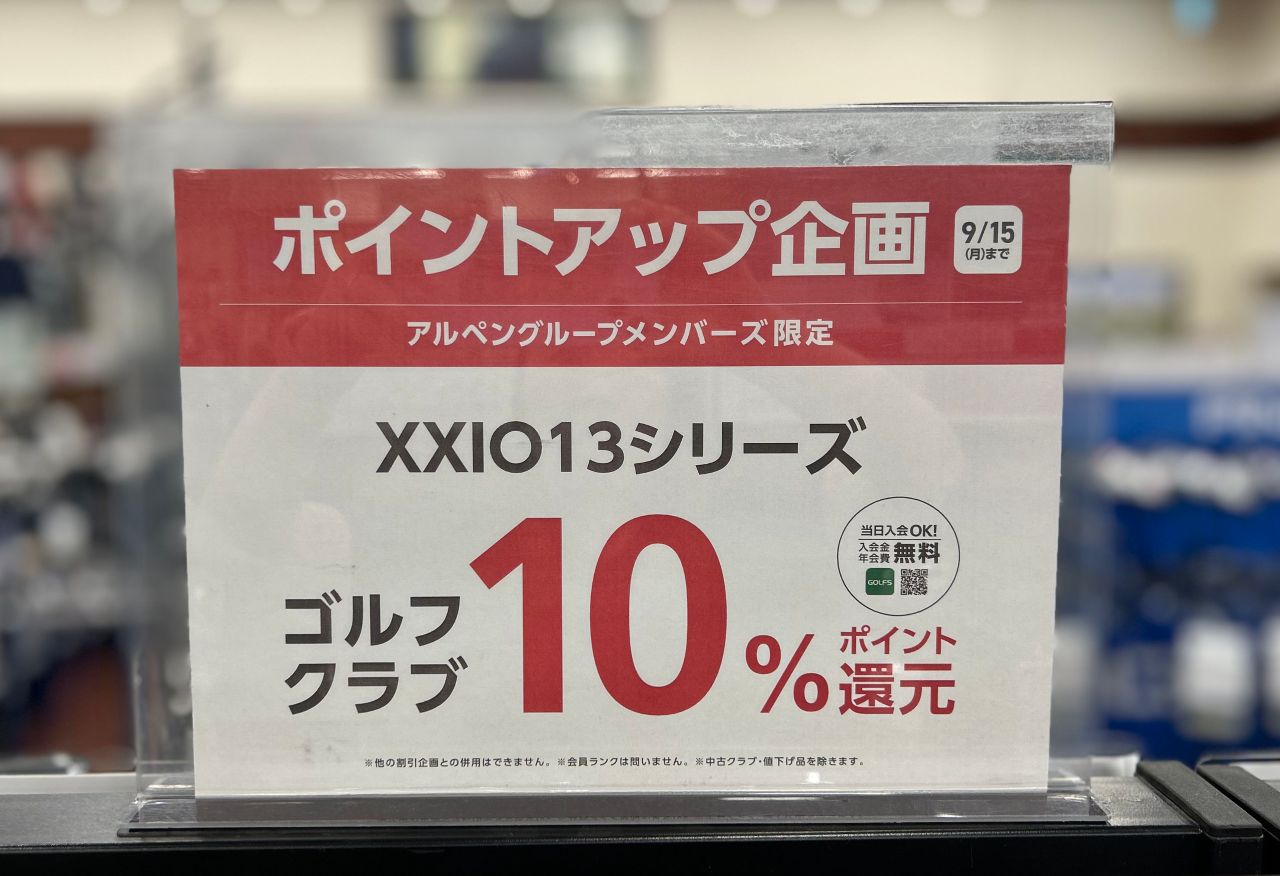 ポイントアップ企画
9/15
(月)まで
アルペングループメンバーズ限定
XXIO13シリーズ
当日入会OK!
入会金
年会費 無料
GOLF5
ゴルフ
クラブ
10%
ポイント
還元
※他の割引企画との併用はできません。※会員ランクは問いません。※中古クラブ・値下げ品を除きます。